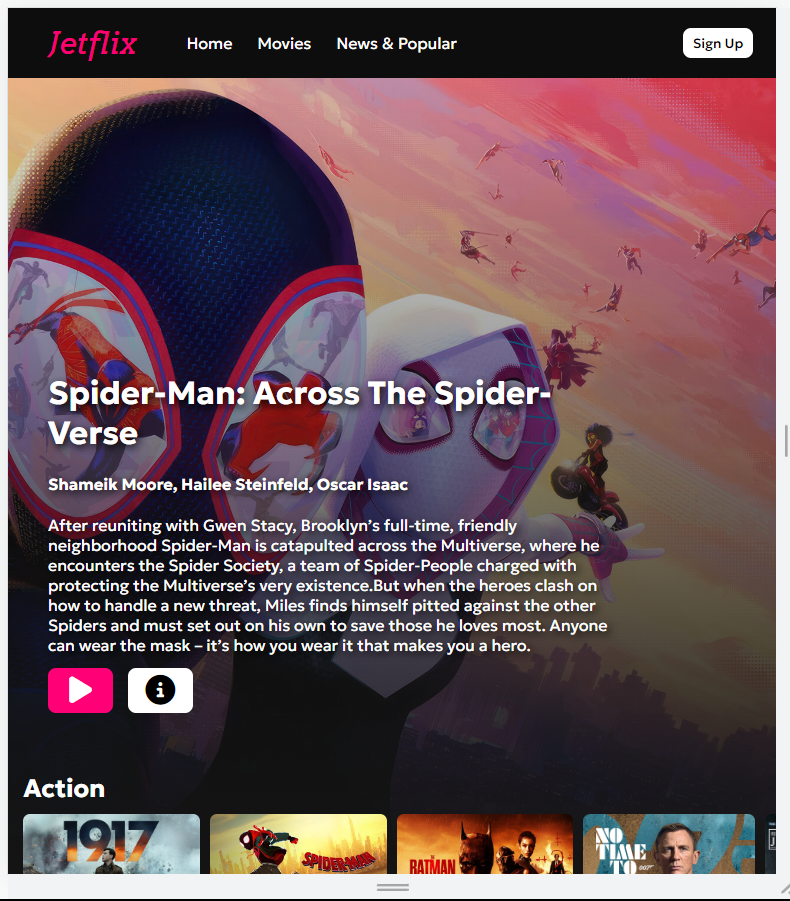 Jetflix
Home
Movies
News & Popular
Sign Up
Spider-Man: Across The Spider-
Verse
Shameik Moore, Hailee Steinfeld, Oscar Isaac
After reuniting with Gwen Stacy, Brooklyn’s full-time, friendly
neighborhood Spider-Man is catapulted across the Multiverse, where he
encounters the Spider Society, a team of Spider-People charged with
protecting the Multiverse’s very existence.But when the heroes clash on
how to handle a new threat, Miles finds himself pitted against the other
Spiders and must set out on his own to save those he loves most. Anyone
can wear the mask – it’s how you wear it that makes you a hero.
Action
1917
SPIDER-MAN
BATMAN
NO
TIME
TO
007